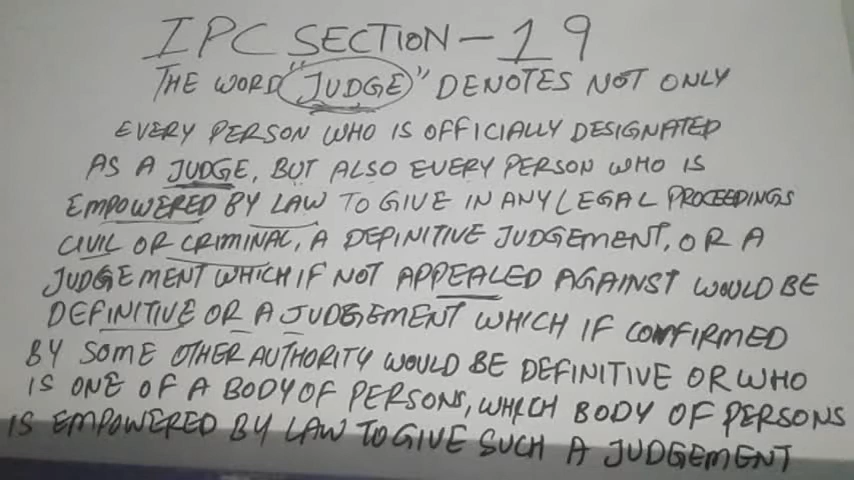 IPC SECTION - 19
THE WORD "JUDGE" DENOTES NOT ONLY
EVERY PERSON WHO IS OFFICIALLY DESIGNATED
AS A JUDGE, BUT ALSO EVERY PERSON WHO IS
EMPOWERED BY LAW TO GIVE IN ANY LEGAL PROCEEDINGS
CIVIL OR CRIMINAL, A DEFINITIVE JUDGEMENT, OR A
JUDGEMENT WHICH IF NOT APPEALED AGAINST WOULD BE
DEFINITIVE OR A JUDGEMENT WHICH IF CONFIRMED
BY SOME OTHER AUTHORITY WOULD BE DEFINITIVE OR WHO
IS ONE OF A BODY OF PERSONS, WHICH BODY OF PERSONS
IS EMPOWERED BY LAW TO GIVE SUCH A JUDGEMENT